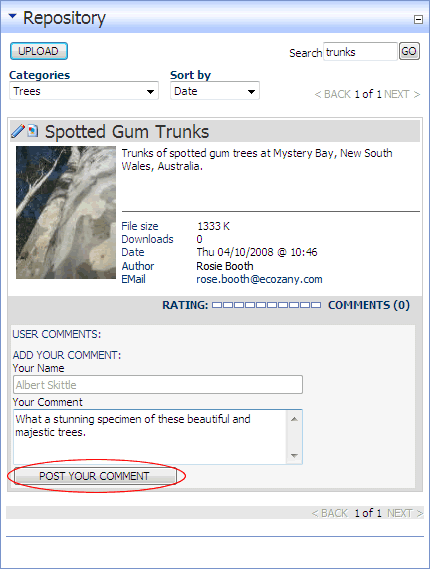 Repository
UPLOAD
Search trunks GO
Categories Sort by
Trees Date
< BACK 1 of 1 NEXT >
Spotted Gum Trunks
Trunks of spotted gum trees at Mystery Bay, New South
Wales, Australia.
File size 1333 K
Downloads 0
Date Thu 04/10/2008 @ 10:46
Author Rosie Booth
EMail rose.booth@ecozany.com
RATING: COMMENTS (0)
USER COMMENTS:
ADD YOUR COMMENT:
Your Name
Albert Skittle
Your Comment
What a stunning specimen of these beautiful and
majestic trees.
POST YOUR COMMENT
< BACK 1 of 1 NEXT >